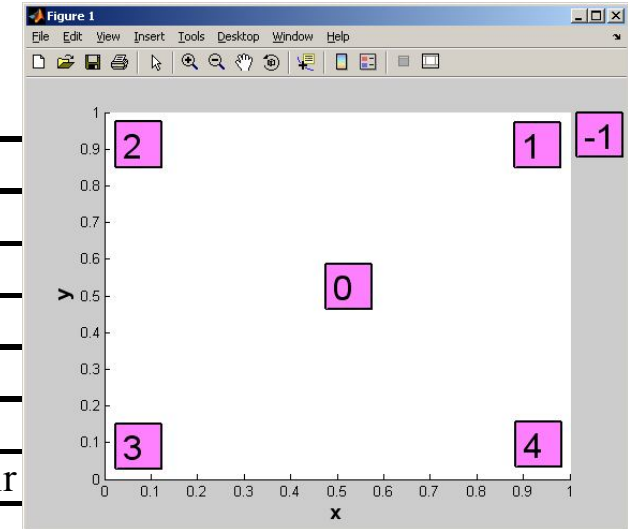 Figure 1
File Edit View Insert Tools Desktop Window Help
1
0.9
0.8
0.7
0.6
0.5
0.4
0.3
0.2
0.1
0
y
2
1
-1
0
3
4
0 0.1 0.2 0.3 0.4 0.5 0.6 0.7 0.8 0.9 1
x
r